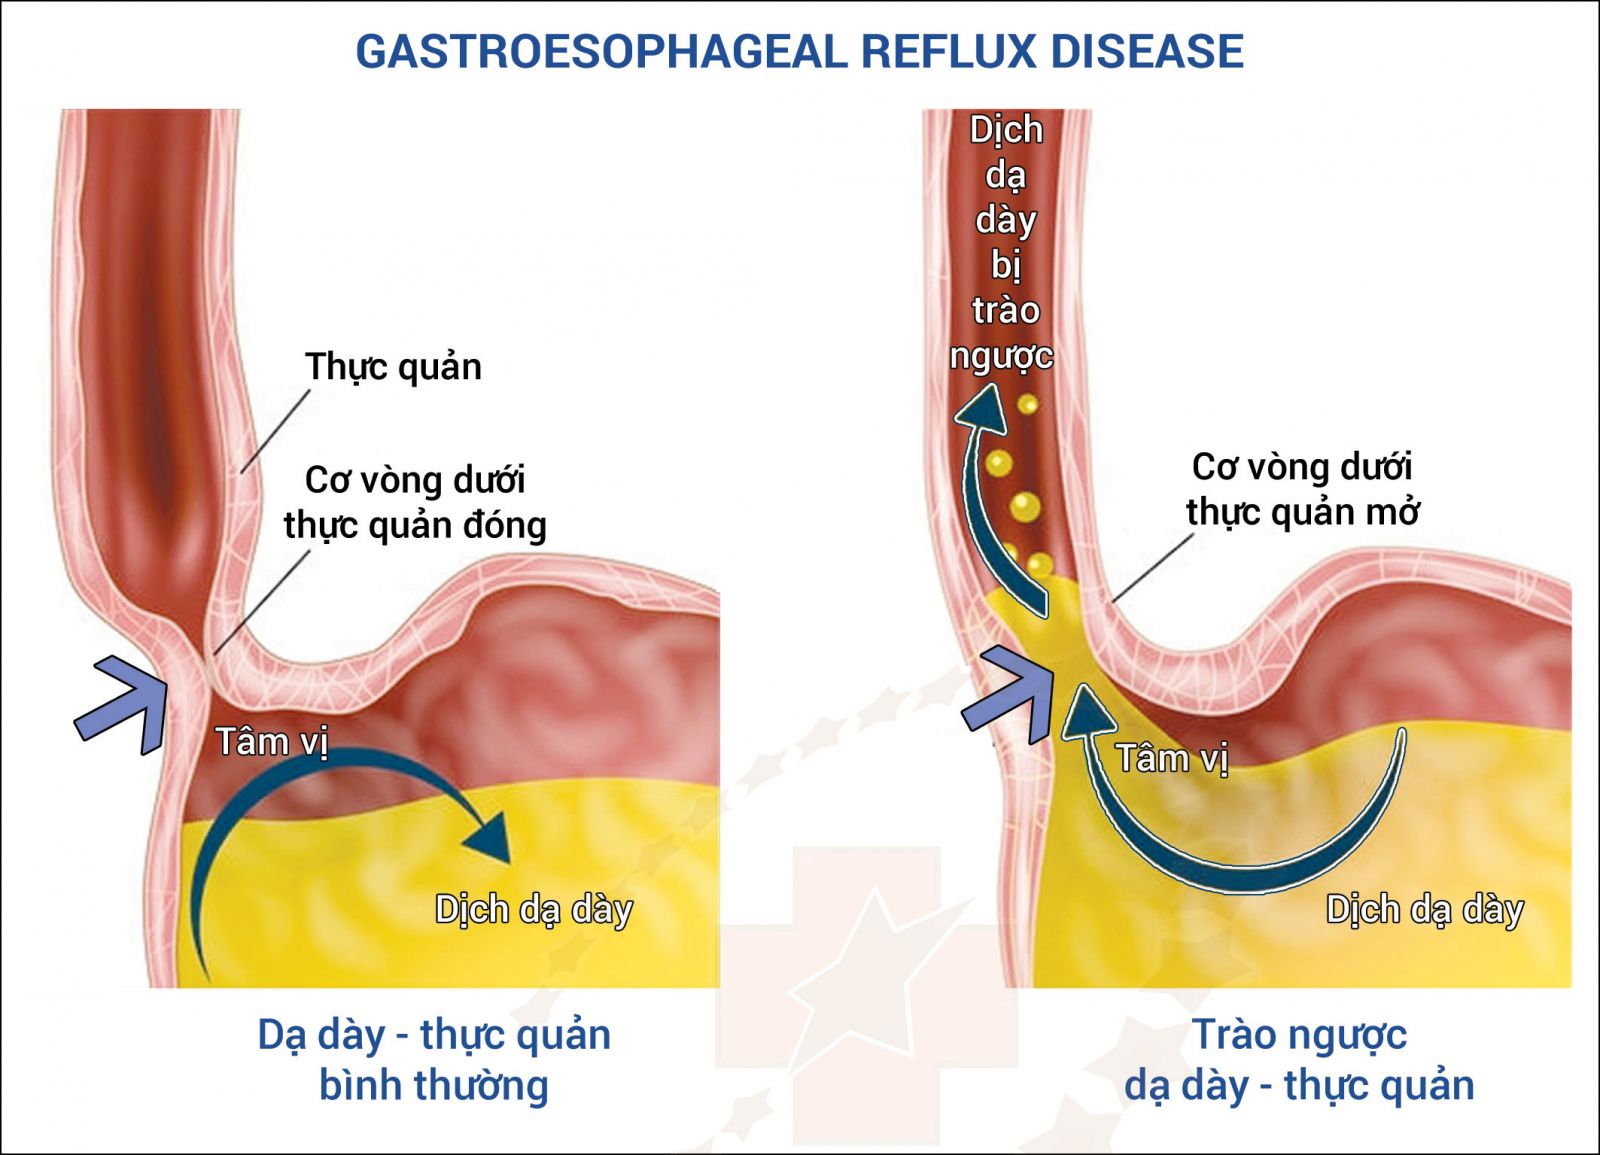 GASTROESOPHAGEAL REFLUX DISEASE
Thực quản
Cơ vòng dưới
thực quản đóng
Tâm vị
Dịch dạ dày
Dạ dày - thực quản
bình thường
Dịch
dạ
dày
bị
trào
ngược
Cơ vòng dưới
thực quản mở
Tâm vị
Dịch dạ dày
Trào ngược
dạ dày - thực quản